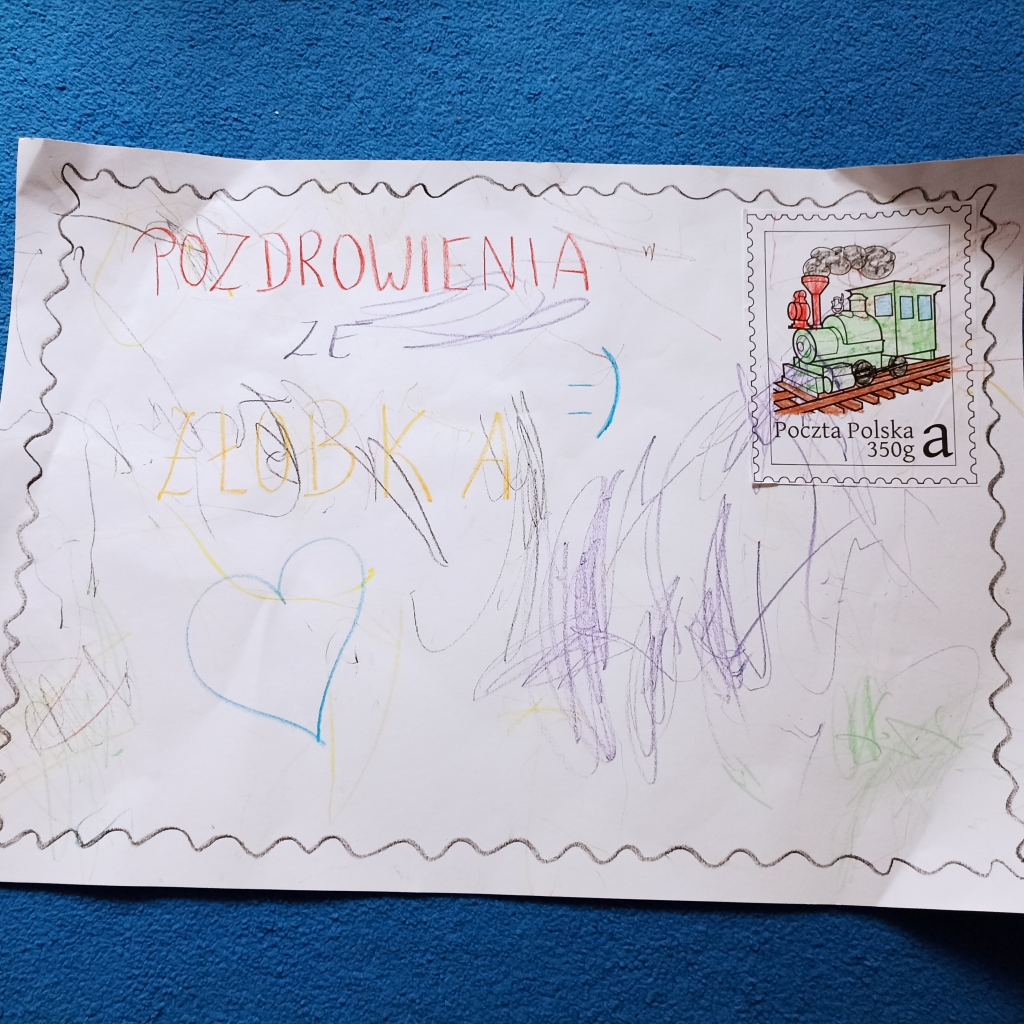 POZDROWIENIA
ZE
ŻŁOBKA
=)
Poczta Polska
350g a